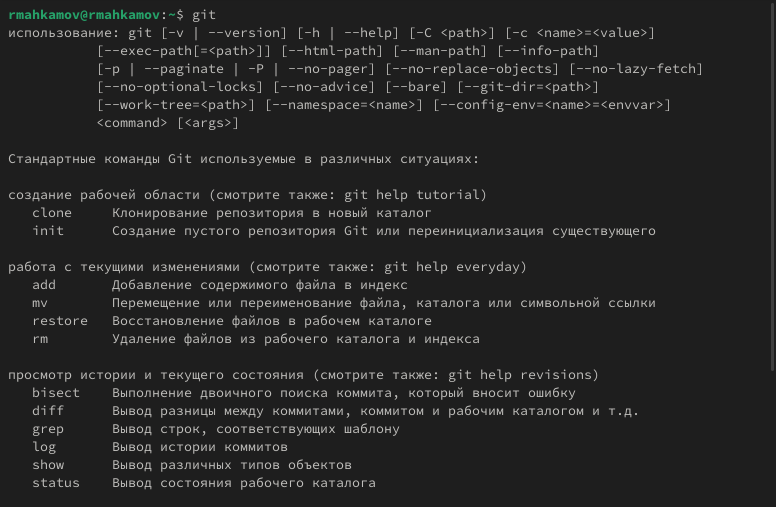 rmahkamov@rmahkamov:~$ git
использование: git [-v | --version] [-h | --help] [-C <path>] [-c <name>=<value>]
           [--exec-path[=<path>]] [--html-path] [--man-path] [--info-path]
           [-p | --paginate | -P | --no-pager] [--no-replace-objects] [--no-lazy-fetch]
           [--no-optional-locks] [--no-advice] [--bare] [--git-dir=<path>]
           [--work-tree=<path>] [--namespace=<name>] [--config-env=<name>=<envvar>]
           <command> [<args>]

Стандартные команды Git используемые в различных ситуациях:

создание рабочей области (смотрите также: git help tutorial)
   clone     Клонирование репозитория в новый каталог
   init      Создание пустого репозитория Git или переинициализация существующего

работа с текущими изменениями (смотрите также: git help everyday)
   add       Добавление содержимого файла в индекс
   mv        Перемещение или переименование файла, каталога или символьной ссылки
   restore   Восстановление файлов в рабочем каталоге
   rm        Удаление файлов из рабочего каталога и индекса

просмотр истории и текущего состояния (смотрите также: git help revisions)
   bisect    Выполнение двоичного поиска коммита, который вносит ошибку
   diff      Вывод разницы между коммитами, коммитом и рабочим каталогом и т.д.
   grep      Вывод строк, соответствующих шаблону
   log       Вывод истории коммитов
   show      Вывод различных типов объектов
   status    Вывод состояния рабочего каталога